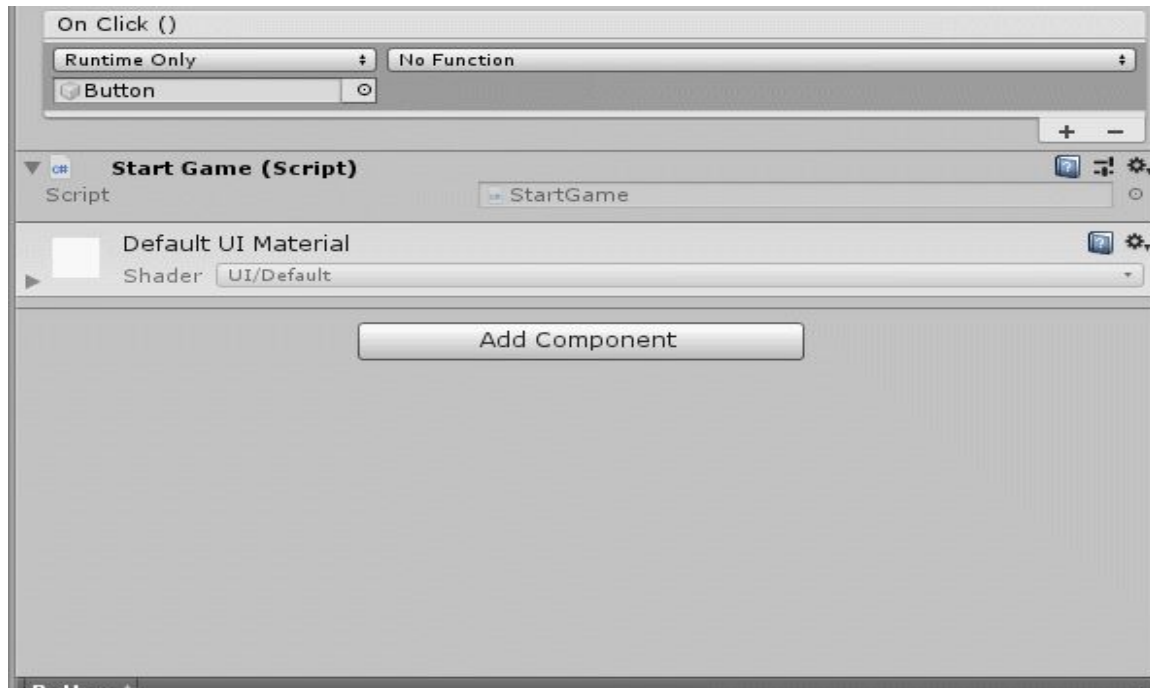 On Click ()
Runtime Only No Function
Button
+ −
C# Start Game (Script)
Script StartGame
Default UI Material
Shader UI/Default
Add Component